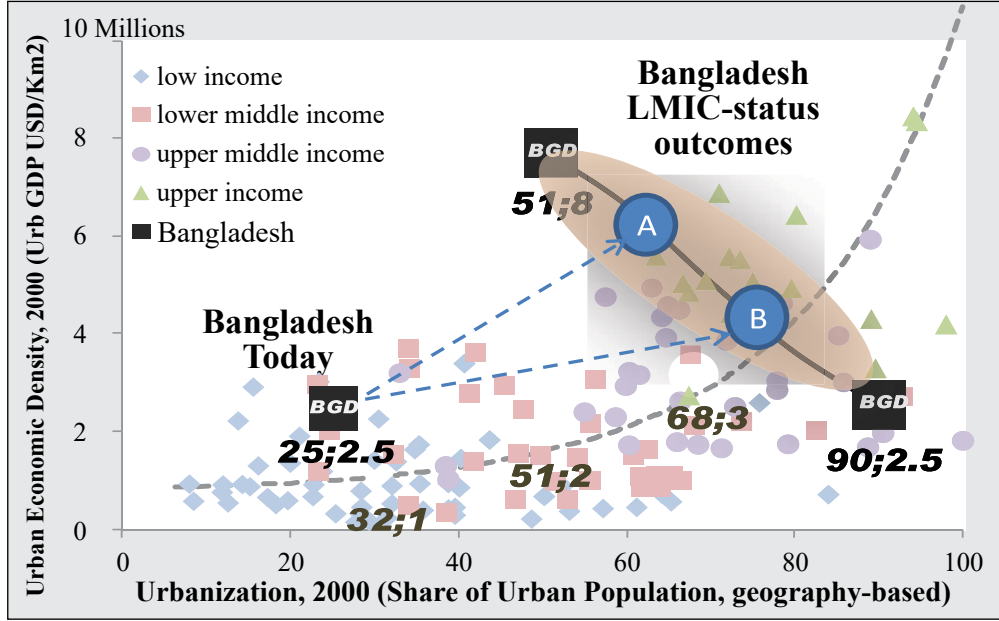 10 Millions
8
6
4
2
0
Urban Economic Density, 2000 (Urb GDP USD/Km2)
low income
lower middle income
upper middle income
upper income
Bangladesh
Bangladesh
LMIC-status
outcomes
BGD
51;8
A
B
Bangladesh
Today
BGD
25;2.5
68;3
BGD
90;2.5
51;2
32;1
0
20
40
60
80
100
Urbanization, 2000 (Share of Urban Population, geography-based)